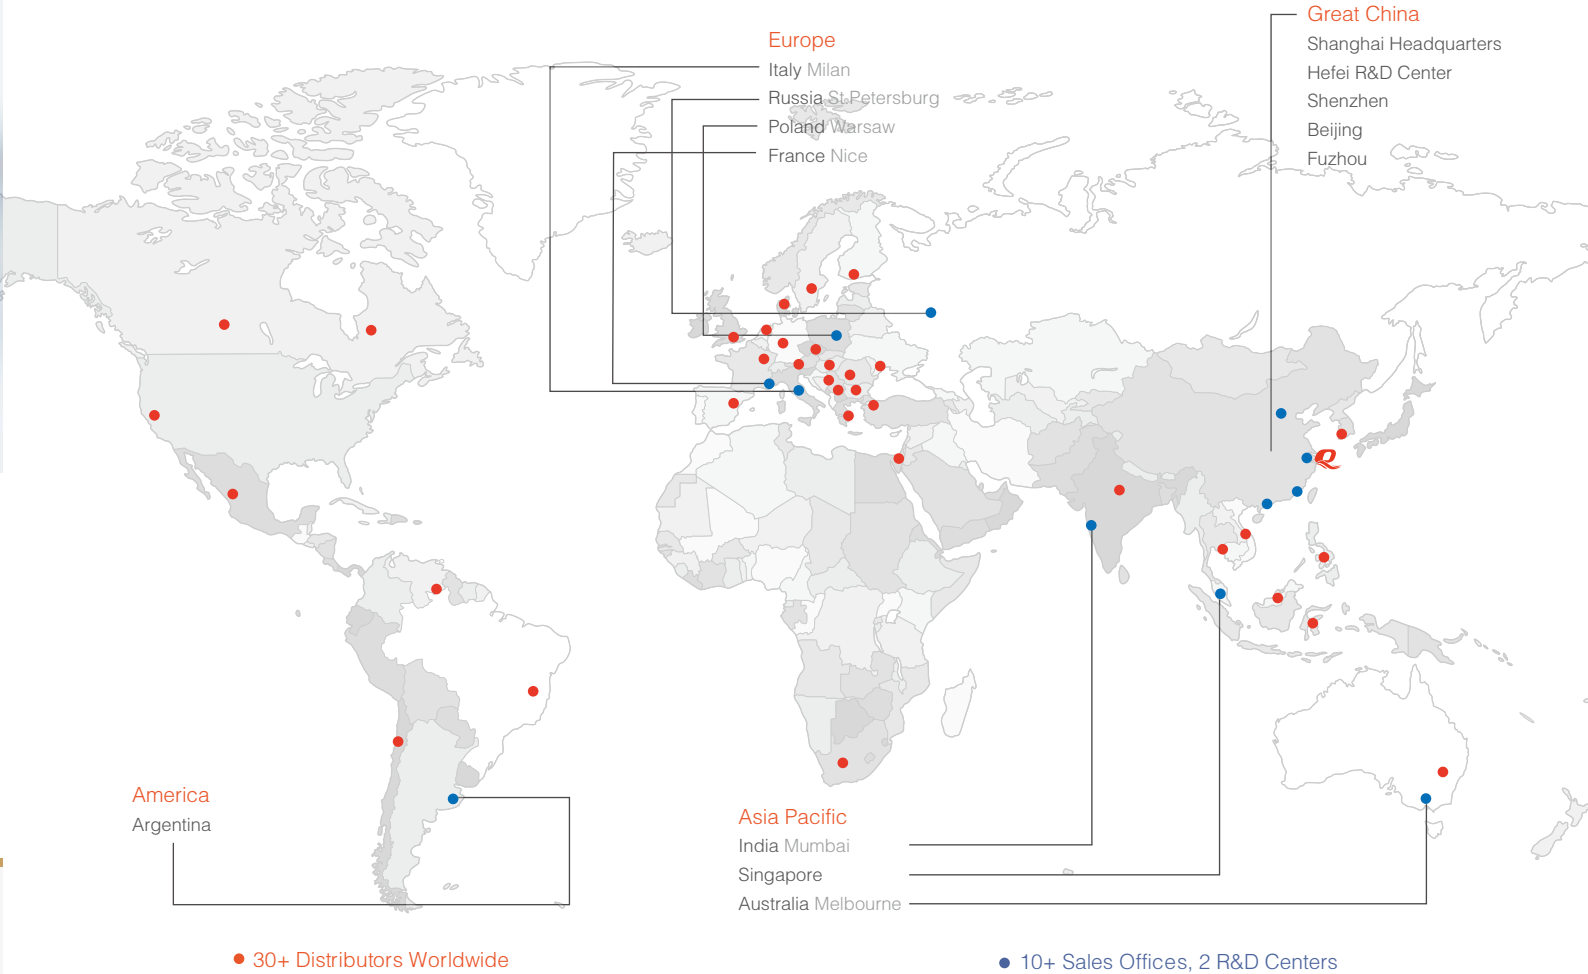 Great China
Shanghai Headquarters
Hefei R&D Center
Shenzhen
Beijing
Fuzhou
Europe
Italy Milan
Russia St.Petersburg
Poland Warsaw
France Nice
America
Argentina
Asia Pacific
India Mumbai
Singapore
Australia Melbourne
30+ Distributors Worldwide
10+ Sales Offices, 2 R&D Centers